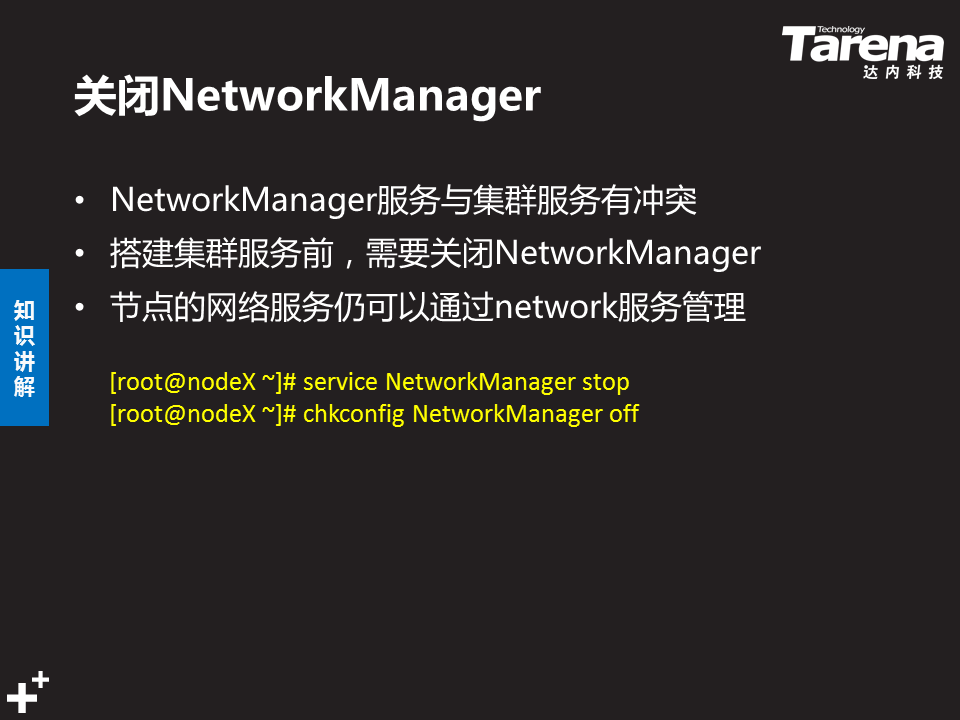 Technology
Tarena
达内科技
关闭NetworkManager
• NetworkManager服务与集群服务有冲突
• 搭建集群服务前，需要关闭NetworkManager
• 节点的网络服务仍可以通过network服务管理
知识讲解
[root@nodeX ~]# service NetworkManager stop
[root@nodeX ~]# chkconfig NetworkManager off